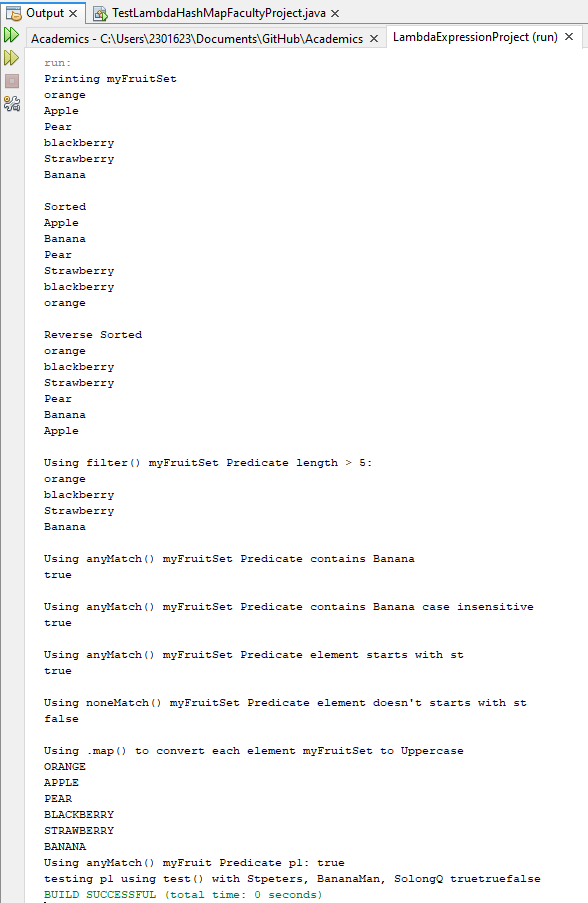 Output
TestLambdaHashMapFacultyProject.java
Academics - C:\Users\2301623\Documents\GitHub\Academics
LambdaExpressionProject (run)
run:
Printing myFruitSet
orange
Apple
Pear
blackberry
Strawberry
Banana

Sorted
Apple
Banana
Pear
Strawberry
blackberry
orange

Reverse Sorted
orange
blackberry
Strawberry
Pear
Banana
Apple

Using filter() myFruitSet Predicate length > 5:
orange
blackberry
Strawberry
Banana

Using anyMatch() myFruitSet Predicate contains Banana
true

Using anyMatch() myFruitSet Predicate contains Banana case insensitive
true

Using anyMatch() myFruitSet Predicate element starts with st
true

Using noneMatch() myFruitSet Predicate element doesn't starts with st
false

Using .map() to convert each element myFruitSet to Uppercase
ORANGE
APPLE
PEAR
BLACKBERRY
STRAWBERRY
BANANA
Using anyMatch() myFruit Predicate p1: true
testing p1 using test() with Stpeters, BananaMan, SolongQ truetruefalse
BUILD SUCCESSFUL (total time: 0 seconds)